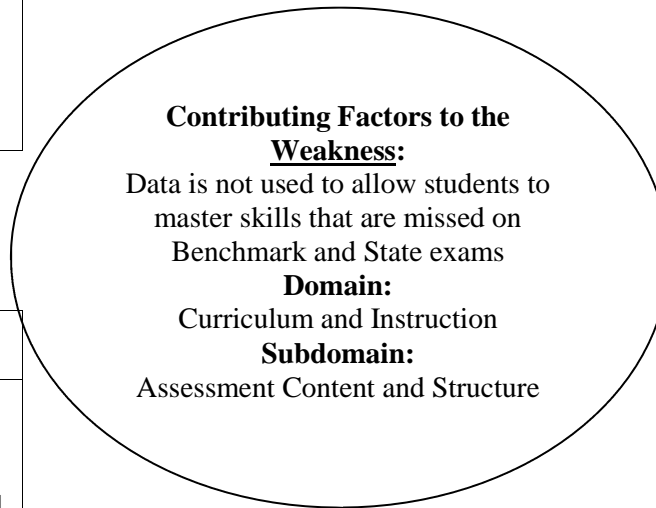 Contributing Factors to the
Weakness:
Data is not used to allow students to
master skills that are missed on
Benchmark and State exams
Domain:
Curriculum and Instruction
Subdomain:
Assessment Content and Structure